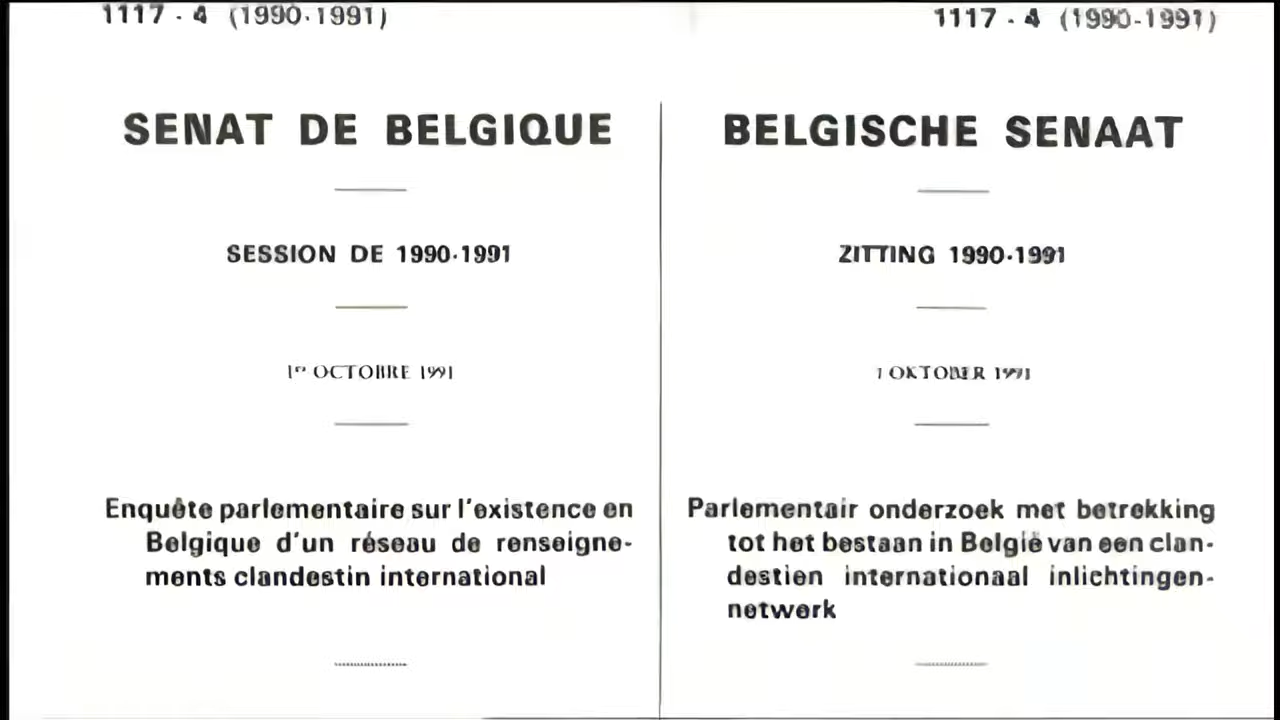 1117 - 4 (1990-1991)
SENAT DE BELGIQUE
SESSION DE 1990-1991
1er OCTOBRE 1991
Enquête parlementaire sur l'existence en
Belgique d'un réseau de renseigne-
ments clandestin international
1117 - 4 (1990-1991)
BELGISCHE SENAAT
ZITTING 1990-1991
1 OKTOBER 1991
Parlementair onderzoek met betrekking
tot het bestaan in België van een clan-
destien internationaal inlichtingen-
netwerk